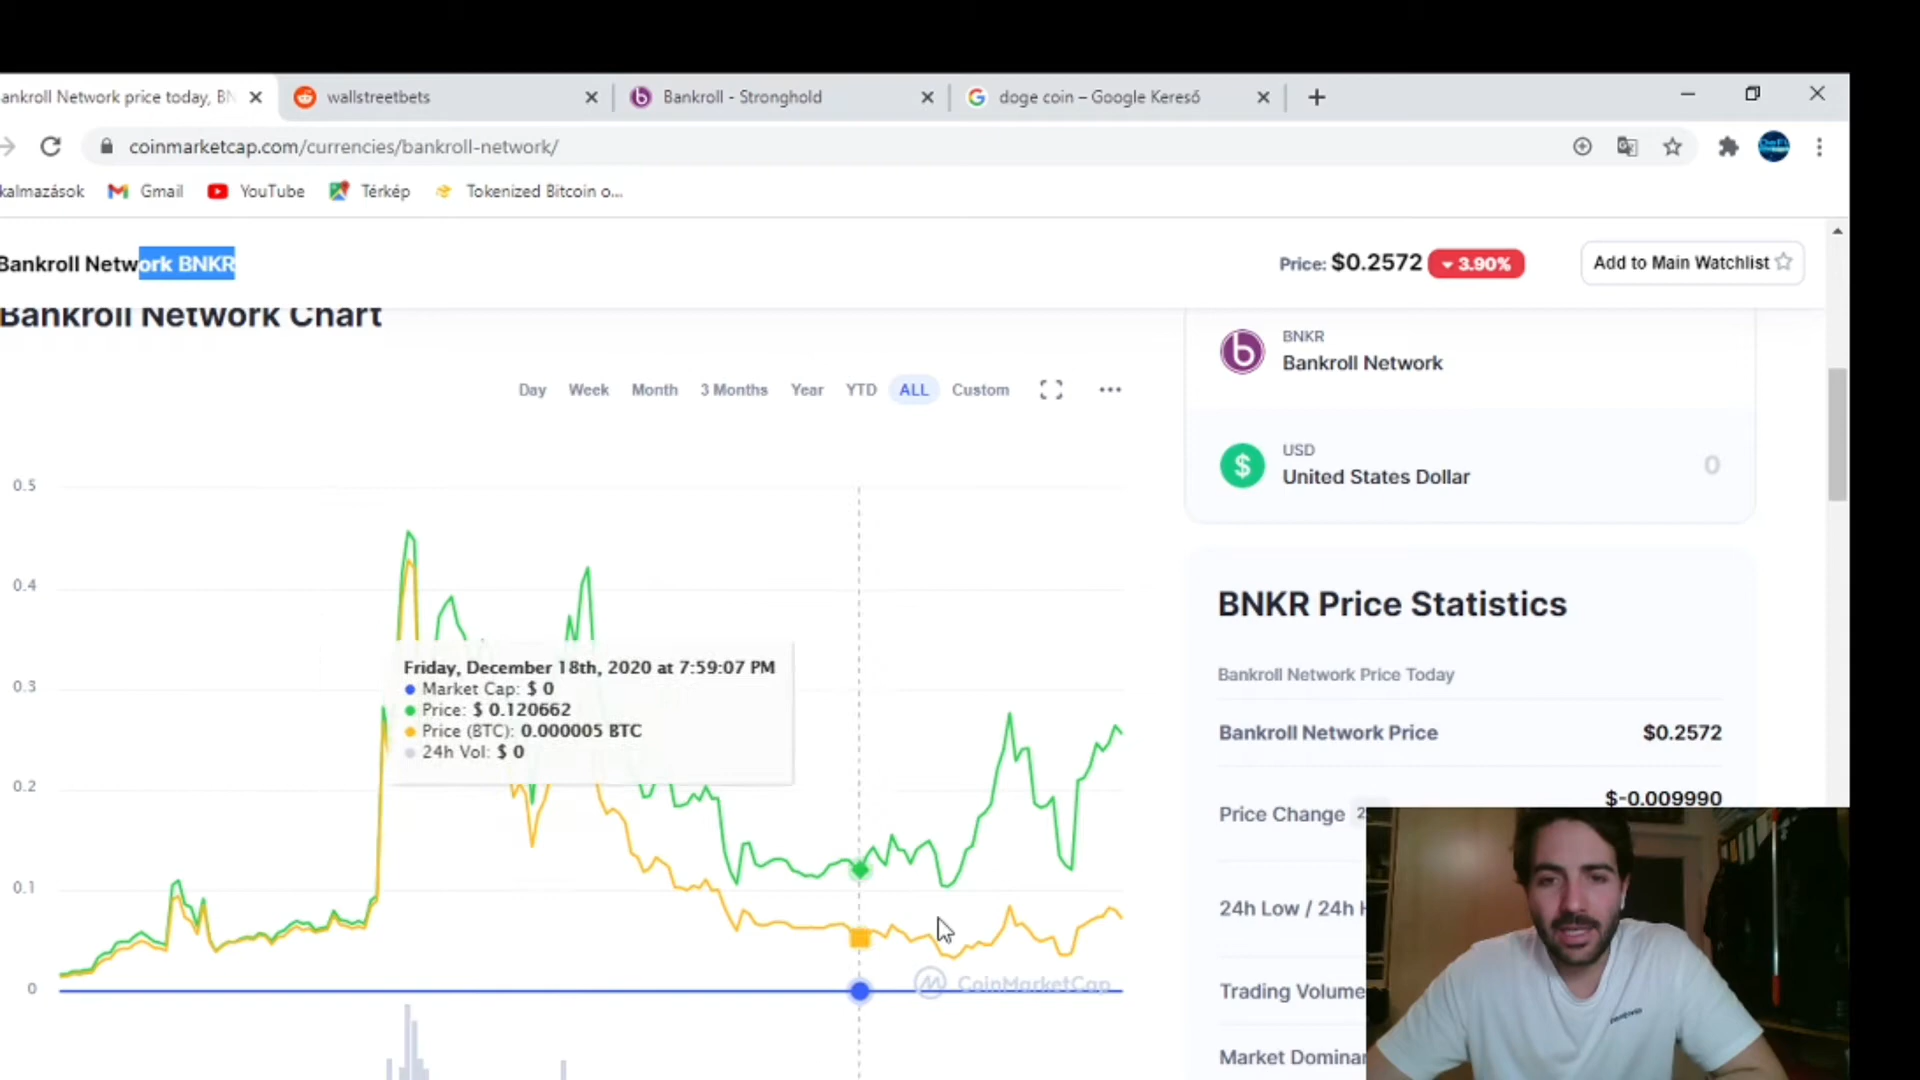 ankroll Network price today, BN
wallstreetbets
Bankroll - Stronghold
doge coin – Google Kereső
coinmarketcap.com/currencies/bankroll-network/
kalmazások
Gmail
YouTube
Térkép
Tokenized Bitcoin o...
Bankroll Network BNKR
Price: $0.2572
3.90%
Add to Main Watchlist
Bankroll Network Chart
Day Week Month 3 Months Year YTD ALL Custom
BNKR
Bankroll Network
USD
United States Dollar
0
0.5
0.4
0.3
0.2
0.1
0
Friday, December 18th, 2020 at 7:59:07 PM
Market Cap: $ 0
Price: $ 0.120662
Price (BTC): 0.000005 BTC
24h Vol: $ 0
CoinMarketCap
BNKR Price Statistics
Bankroll Network Price Today
Bankroll Network Price $0.2572
$-0.009990
Price Change 2
24h Low / 24h H
Trading Volume
Market Dominan